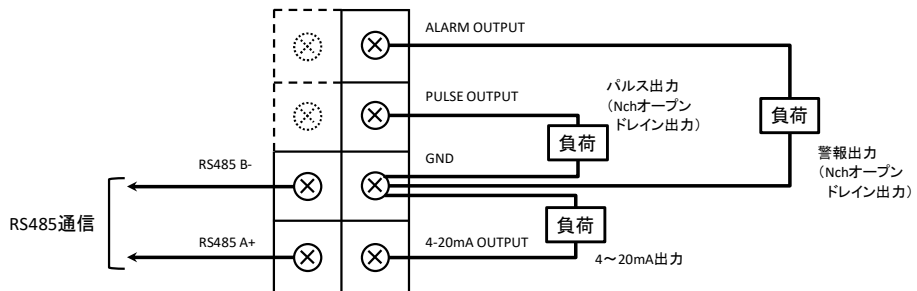 ALARM OUTPUT
パルス出力
（Nchオープン
ドレイン出力）
PULSE OUTPUT
負荷
負荷
RS485 B-
GND
警報出力
（Nchオープン
ドレイン出力）
RS485通信
負荷
RS485 A+
4-20mA OUTPUT
4～20mA出力